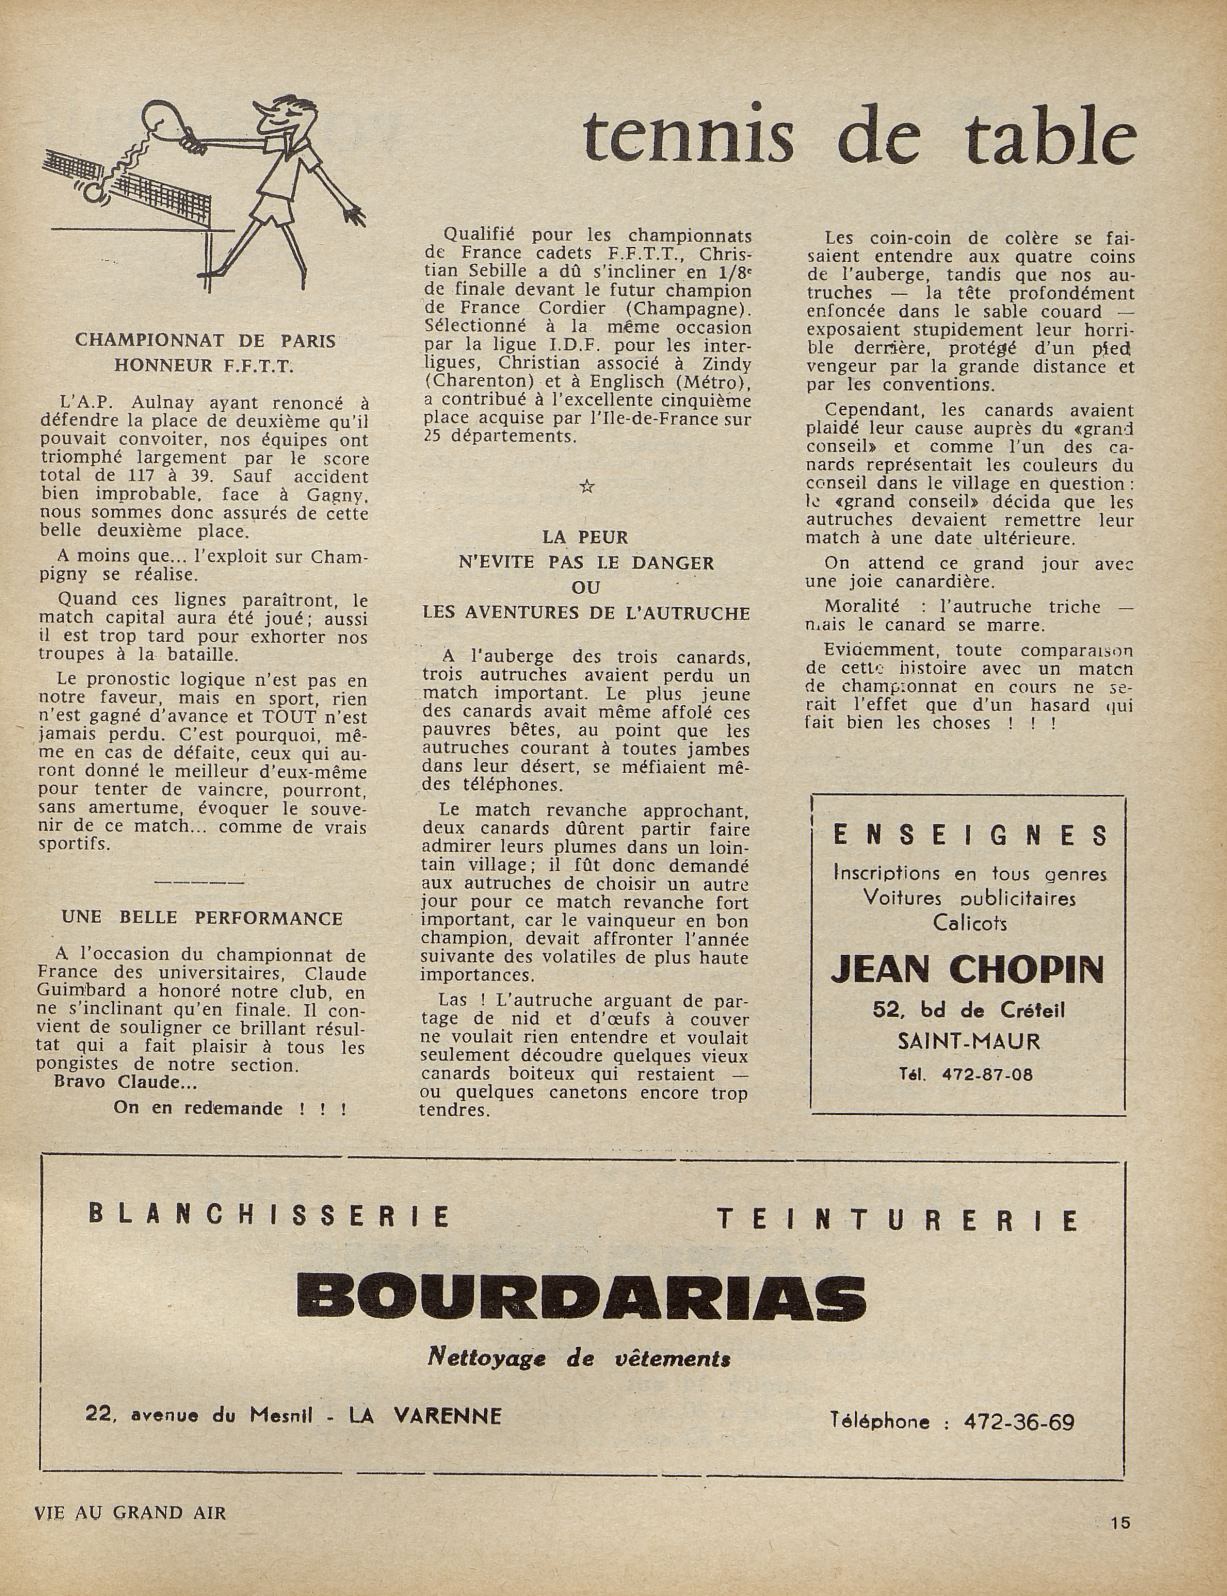 tennis de table
CHAMPIONNAT DE PARIS
HONNEUR F.F.T.T.
L'A.P. Aulnay ayant renoncé à
défendre la place de deuxième qu'il
pouvait convoiter, nos équipes ont
triomphé largement par le score
total de 117 à 39. Sauf accident
bien improbable, face à Gagny,
nous sommes donc assurés de cette
belle deuxième place.
A moins que... l'exploit sur Cham-
pigny se réalise.
Quand ces lignes paraîtront, le
match capital aura été joué; aussi
il est trop tard pour exhorter nos
troupes à la bataille.
Le pronostic logique n'est pas en
notre faveur, mais en sport, rien
n'est gagné d'avance et TOUT n'est
jamais perdu. C'est pourquoi, mê-
me en cas de défaite, ceux qui au-
ront donné le meilleur d'eux-même
pour tenter de vaincre, pourront,
sans amertume, évoquer le souve-
nir de ce match... comme de vrais
sportifs.
UNE BELLE PERFORMANCE
A l'occasion du championnat de
France des universitaires, Claude
Guimbard a honoré notre club, en
ne s'inclinant qu'en finale. Il con-
vient de souligner ce brillant résul-
tat qui a fait plaisir à tous les
pongistes de notre section.
Bravo Claude...
On en redemande ! ! !
Qualifié pour les championnats
de France cadets F.F.T.T., Chris-
tian Sebille a dû s'incliner en 1/8e
de finale devant le futur champion
de France Cordier (Champagne).
Sélectionné à la même occasion
par la ligue I.D.F. pour les inter-
ligues, Christian associé à Zindy
(Charenton) et à Englisch (Métro),
a contribué à l'excellente cinquième
place acquise par l'Ile-de-France sur
25 départements.
☆
LA PEUR
N'EVITE PAS LE DANGER
OU
LES AVENTURES DE L'AUTRUCHE
A l'auberge des trois canards,
trois autruches avaient perdu un
match important. Le plus jeune
des canards avait même affolé ces
pauvres bêtes, au point que les
autruches courant à toutes jambes
dans leur désert, se méfiaient mê-
des téléphones.
Le match revanche approchant,
deux canards dûrent partir faire
admirer leurs plumes dans un loin-
tain village; il fût donc demandé
aux autruches de choisir un autre
jour pour ce match revanche fort
important, car le vainqueur en bon
champion, devait affronter l'année
suivante des volatiles de plus haute
importances.
Las ! L'autruche arguant de par-
tage de nid et d'œufs à couver
ne voulait rien entendre et voulait
seulement découdre quelques vieux
canards boiteux qui restaient —
ou quelques canetons encore trop
tendres.
Les coin-coin de colère se fai-
saient entendre aux quatre coins
de l'auberge, tandis que nos au-
truches — la tête profondément
enfoncée dans le sable couard —
exposaient stupidement leur horri-
ble derrière, protégé d'un pied
vengeur par la grande distance et
par les conventions.
Cependant, les canards avaient
plaidé leur cause auprès du «grand
conseil» et comme l'un des ca-
nards représentait les couleurs du
conseil dans le village en question :
le «grand conseil» décida que les
autruches devaient remettre leur
match à une date ultérieure.
On attend ce grand jour avec
une joie canardière.
Moralité : l'autruche triche —
mais le canard se marre.
Evidemment, toute comparaison
de cette histoire avec un match
de championnat en cours ne se-
rait l'effet que d'un hasard qui
fait bien les choses ! ! !
ENSEIGNES
Inscriptions en tous genres
Voitures publicitaires
Calicots
JEAN CHOPIN
52, bd de Créteil
SAINT-MAUR
Tél. 472-87-08
BLANCHISSERIE TEINTURERIE
BOURDARIAS
Nettoyage de vêtements
22, avenue du Mesnil - LA VARENNE Téléphone : 472-36-69
VIE AU GRAND AIR 15